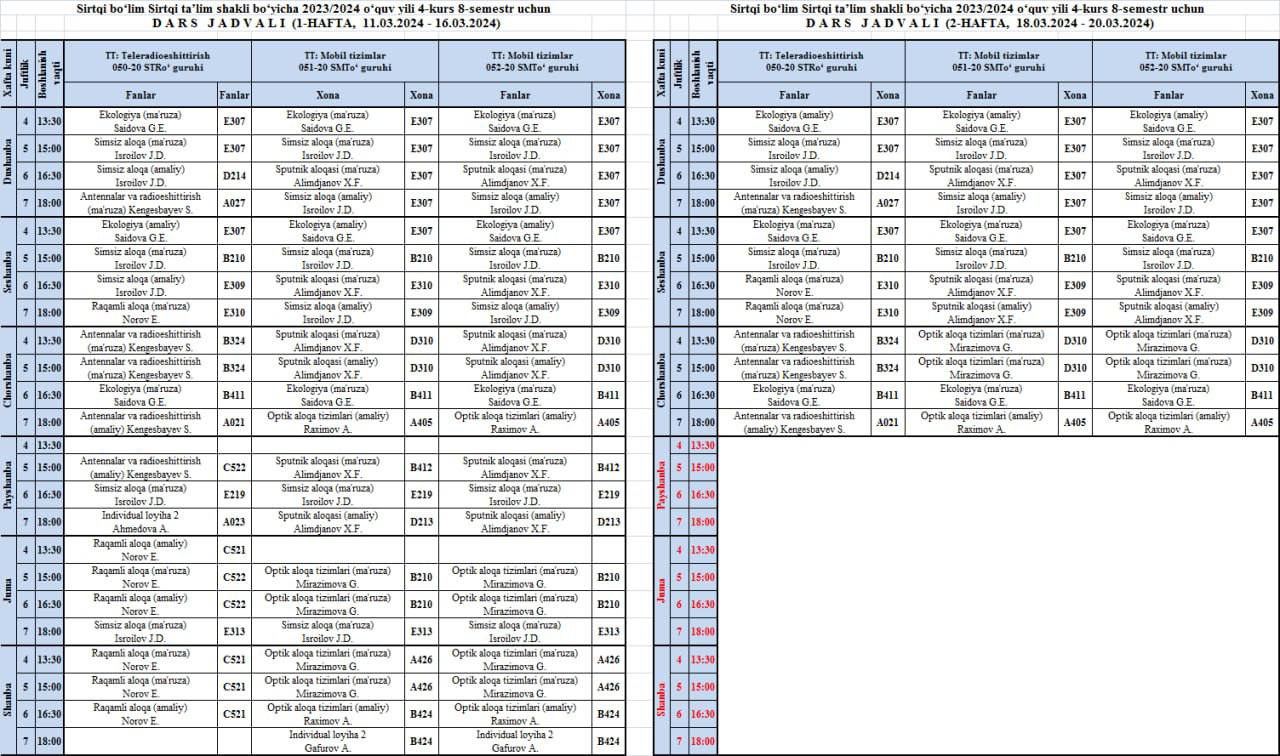 Sirtqi bo‘lim Sirtqi ta’lim shakli bo‘yicha 2023/2024 o‘quv yili 4-kurs 8-semestr uchun
D A R S J A D V A L I (1-HAFTA, 11.03.2024 - 16.03.2024)
Xafta kuni
Juftlik
Boshlanish vaqti
TT: Teleradioeshittirish
050-20 STRo‘ guruhi
TT: Mobil tizimlar
051-20 SMTo‘ guruhi
TT: Mobil tizimlar
052-20 SMTo‘ guruhi
Fanlar Fanlar Xona Xona Fanlar Xona
Dushanba
4 13:30 Ekologiya (ma'ruza) E307 Ekologiya (ma'ruza) E307 Ekologiya (ma'ruza) E307
Saidova G.E. Saidova G.E. Saidova G.E.
5 15:00 Simsiz aloqa (ma'ruza) E307 Simsiz aloqa (ma'ruza) E307 Simsiz aloqa (ma'ruza) E307
Isroilov J.D. Isroilov J.D. Isroilov J.D.
6 16:30 Simsiz aloqa (amaliy) D214 Sputnik aloqasi (ma'ruza) E307 Sputnik aloqasi (ma'ruza) E307
Isroilov J.D. Alimdjanov X.F. Alimdjanov X.F.
7 18:00 Antennalar va radioeshittirish A027 Simsiz aloqa (amaliy) E307 Simsiz aloqa (amaliy) E307
(ma'ruza) Kengesbayev S. Isroilov J.D. Isroilov J.D.
Seshanba
4 13:30 Ekologiya (amaliy) E307 Ekologiya (amaliy) E307 Ekologiya (amaliy) E307
Saidova G.E. Saidova G.E. Saidova G.E.
5 15:00 Simsiz aloqa (ma'ruza) B210 Simsiz aloqa (ma'ruza) B210 Simsiz aloqa (ma'ruza) B210
Isroilov J.D. Isroilov J.D. Isroilov J.D.
6 16:30 Simsiz aloqa (amaliy) E309 Sputnik aloqasi (ma'ruza) E310 Sputnik aloqasi (ma'ruza) E310
Isroilov J.D. Alimdjanov X.F. Alimdjanov X.F.
7 18:00 Raqamli aloqa (ma'ruza) E310 Simsiz aloqa (amaliy) E309 Simsiz aloqa (amaliy) E309
Norov E. Isroilov J.D. Isroilov J.D.
Chorshanba
4 13:30 Antennalar va radioeshittirish B324 Sputnik aloqasi (ma'ruza) D310 Sputnik aloqasi (ma'ruza) D310
(ma'ruza) Kengesbayev S. Alimdjanov X.F. Alimdjanov X.F.
5 15:00 Antennalar va radioeshittirish B324 Sputnik aloqasi (amaliy) D310 Sputnik aloqasi (amaliy) D310
(ma'ruza) Kengesbayev S. Alimdjanov X.F. Alimdjanov X.F.
6 16:30 Ekologiya (ma'ruza) B411 Ekologiya (ma'ruza) B411 Ekologiya (ma'ruza) B411
Saidova G.E. Saidova G.E. Saidova G.E.
7 18:00 Antennalar va radioeshittirish A021 Optik aloqa tizimlari (amaliy) A405 Optik aloqa tizimlari (amaliy) A405
(amaliy) Kengesbayev S. Raximov A. Raximov A.
Payshanba
4 13:30
5 15:00 Antennalar va radioeshittirish C522 Sputnik aloqasi (ma'ruza) B412 Sputnik aloqasi (ma'ruza) B412
(amaliy) Kengesbayev S. Alimdjanov X.F. Alimdjanov X.F.
6 16:30 Simsiz aloqa (ma'ruza) E219 Simsiz aloqa (ma'ruza) E219 Simsiz aloqa (ma'ruza) E219
Isroilov J.D. Isroilov J.D. Isroilov J.D.
7 18:00 Individual loyiha 2 A023 Sputnik aloqasi (amaliy) D213 Sputnik aloqasi (amaliy) D213
Ahmedova A. Alimdjanov X.F. Alimdjanov X.F.
Juma
4 13:30 Raqamli aloqa (amaliy) C521
Norov E.
5 15:00 Raqamli aloqa (ma'ruza) C522 Optik aloqa tizimlari (ma'ruza) B210 Optik aloqa tizimlari (ma'ruza) B210
Norov E. Mirazimova G. Mirazimova G.
6 16:30 Raqamli aloqa (amaliy) C522 Optik aloqa tizimlari (ma'ruza) B210 Optik aloqa tizimlari (ma'ruza) B210
Norov E. Mirazimova G. Mirazimova G.
7 18:00 Simsiz aloqa (ma'ruza) E313 Simsiz aloqa (ma'ruza) E313 Simsiz aloqa (ma'ruza) E313
Isroilov J.D. Isroilov J.D. Isroilov J.D.
Shanba
4 13:30 Raqamli aloqa (ma'ruza) C521 Optik aloqa tizimlari (ma'ruza) A426 Optik aloqa tizimlari (ma'ruza) A426
Norov E. Mirazimova G. Mirazimova G.
5 15:00 Raqamli aloqa (ma'ruza) C521 Optik aloqa tizimlari (ma'ruza) A426 Optik aloqa tizimlari (ma'ruza) A426
Norov E. Mirazimova G. Mirazimova G.
6 16:30 Raqamli aloqa (amaliy) C521 Optik aloqa tizimlari (amaliy) B424 Optik aloqa tizimlari (amaliy) B424
Norov E. Raximov A. Raximov A.
7 18:00 Individual loyiha 2 B424 Individual loyiha 2 B424
Gafurov A. Gafurov A.
Sirtqi bo‘lim Sirtqi ta’lim shakli bo‘yicha 2023/2024 o‘quv yili 4-kurs 8-semestr uchun
D A R S J A D V A L I (2-HAFTA, 18.03.2024 - 20.03.2024)
Xafta kuni
Juftlik
Boshlanish vaqti
TT: Teleradioeshittirish
050-20 STRo‘ guruhi
TT: Mobil tizimlar
051-20 SMTo‘ guruhi
TT: Mobil tizimlar
052-20 SMTo‘ guruhi
Fanlar Xona Fanlar Xona Fanlar Xona
Dushanba
4 13:30 Ekologiya (amaliy) E307 Ekologiya (amaliy) E307 Ekologiya (amaliy) E307
Saidova G.E. Saidova G.E. Saidova G.E.
5 15:00 Simsiz aloqa (ma'ruza) E307 Simsiz aloqa (ma'ruza) E307 Simsiz aloqa (ma'ruza) E307
Isroilov J.D. Isroilov J.D. Isroilov J.D.
6 16:30 Simsiz aloqa (amaliy) D214 Sputnik aloqasi (ma'ruza) E307 Sputnik aloqasi (ma'ruza) E307
Isroilov J.D. Alimdjanov X.F. Alimdjanov X.F.
7 18:00 Antennalar va radioeshittirish A027 Simsiz aloqa (amaliy) E307 Simsiz aloqa (amaliy) E307
(ma'ruza) Kengesbayev S. Isroilov J.D. Isroilov J.D.
Seshanba
4 13:30 Ekologiya (amaliy) E307 Ekologiya (amaliy) E307 Ekologiya (amaliy) E307
Saidova G.E. Saidova G.E. Saidova G.E.
5 15:00 Simsiz aloqa (ma'ruza) B210 Simsiz aloqa (ma'ruza) B210 Simsiz aloqa (ma'ruza) B210
Isroilov J.D. Isroilov J.D. Isroilov J.D.
6 16:30 Raqamli aloqa (ma'ruza) E310 Simsiz aloqa (amaliy) E309 Simsiz aloqa (amaliy) E309
Norov E. Isroilov J.D. Isroilov J.D.
7 18:00 Raqamli aloqa (ma'ruza) E310 Sputnik aloqasi (amaliy) E309 Sputnik aloqasi (amaliy) E309
Norov E. Alimdjanov X.F. Alimdjanov X.F.
Chorshanba
4 13:30 Antennalar va radioeshittirish B324 Optik aloqa tizimlari (ma'ruza) D310 Optik aloqa tizimlari (ma'ruza) D310
(ma'ruza) Kengesbayev S. Mirazimova G. Mirazimova G.
5 15:00 Antennalar va radioeshittirish B324 Optik aloqa tizimlari (ma'ruza) D310 Optik aloqa tizimlari (ma'ruza) D310
(ma'ruza) Kengesbayev S. Mirazimova G. Mirazimova G.
6 16:30 Ekologiya (ma'ruza) B411 Ekologiya (ma'ruza) B411 Ekologiya (ma'ruza) B411
Saidova G.E. Saidova G.E. Saidova G.E.
7 18:00 Antennalar va radioeshittirish A021 Optik aloqa tizimlari (amaliy) A405 Optik aloqa tizimlari (amaliy) A405
(amaliy) Kengesbayev S. Raximov A. Raximov A.
Payshanba
4 13:30
5 15:00
6 16:30
7 18:00
Juma
4 13:30
5 15:00
6 16:30
7 18:00
Shanba
4 13:30
5 15:00
6 16:30
7 18:00